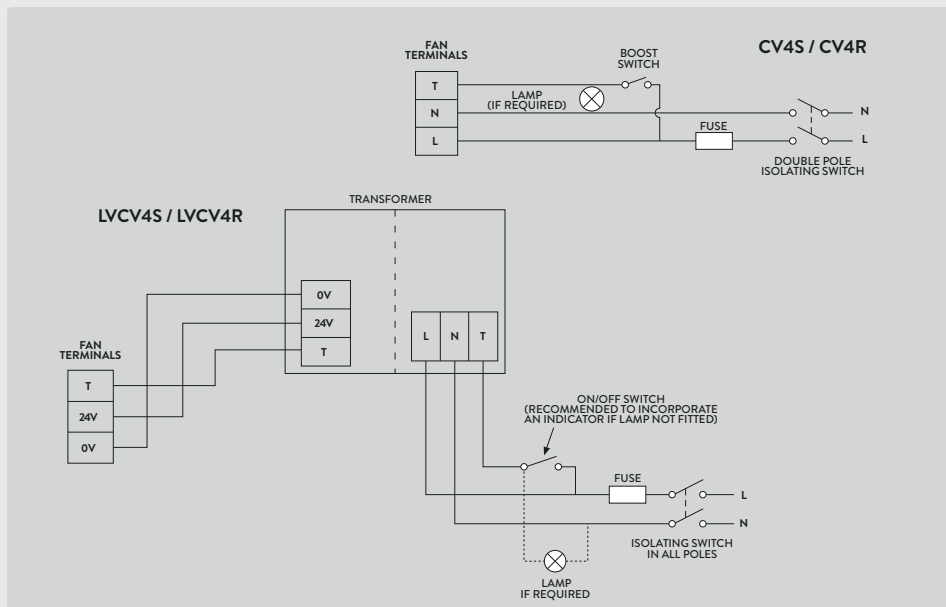 CV4S / CV4R
FAN
TERMINALS
T
N
L
LAMP
(IF REQUIRED)
BOOST
SWITCH
FUSE
N
L
DOUBLE POLE
ISOLATING SWITCH
LVCV4S / LVCV4R
TRANSFORMER
0V
24V
T
L N T
FAN
TERMINALS
T
24V
0V
ON/OFF SWITCH
(RECOMMENDED TO INCORPORATE
AN INDICATOR IF LAMP NOT FITTED)
FUSE
L
N
ISOLATING SWITCH
IN ALL POLES
LAMP
IF REQUIRED